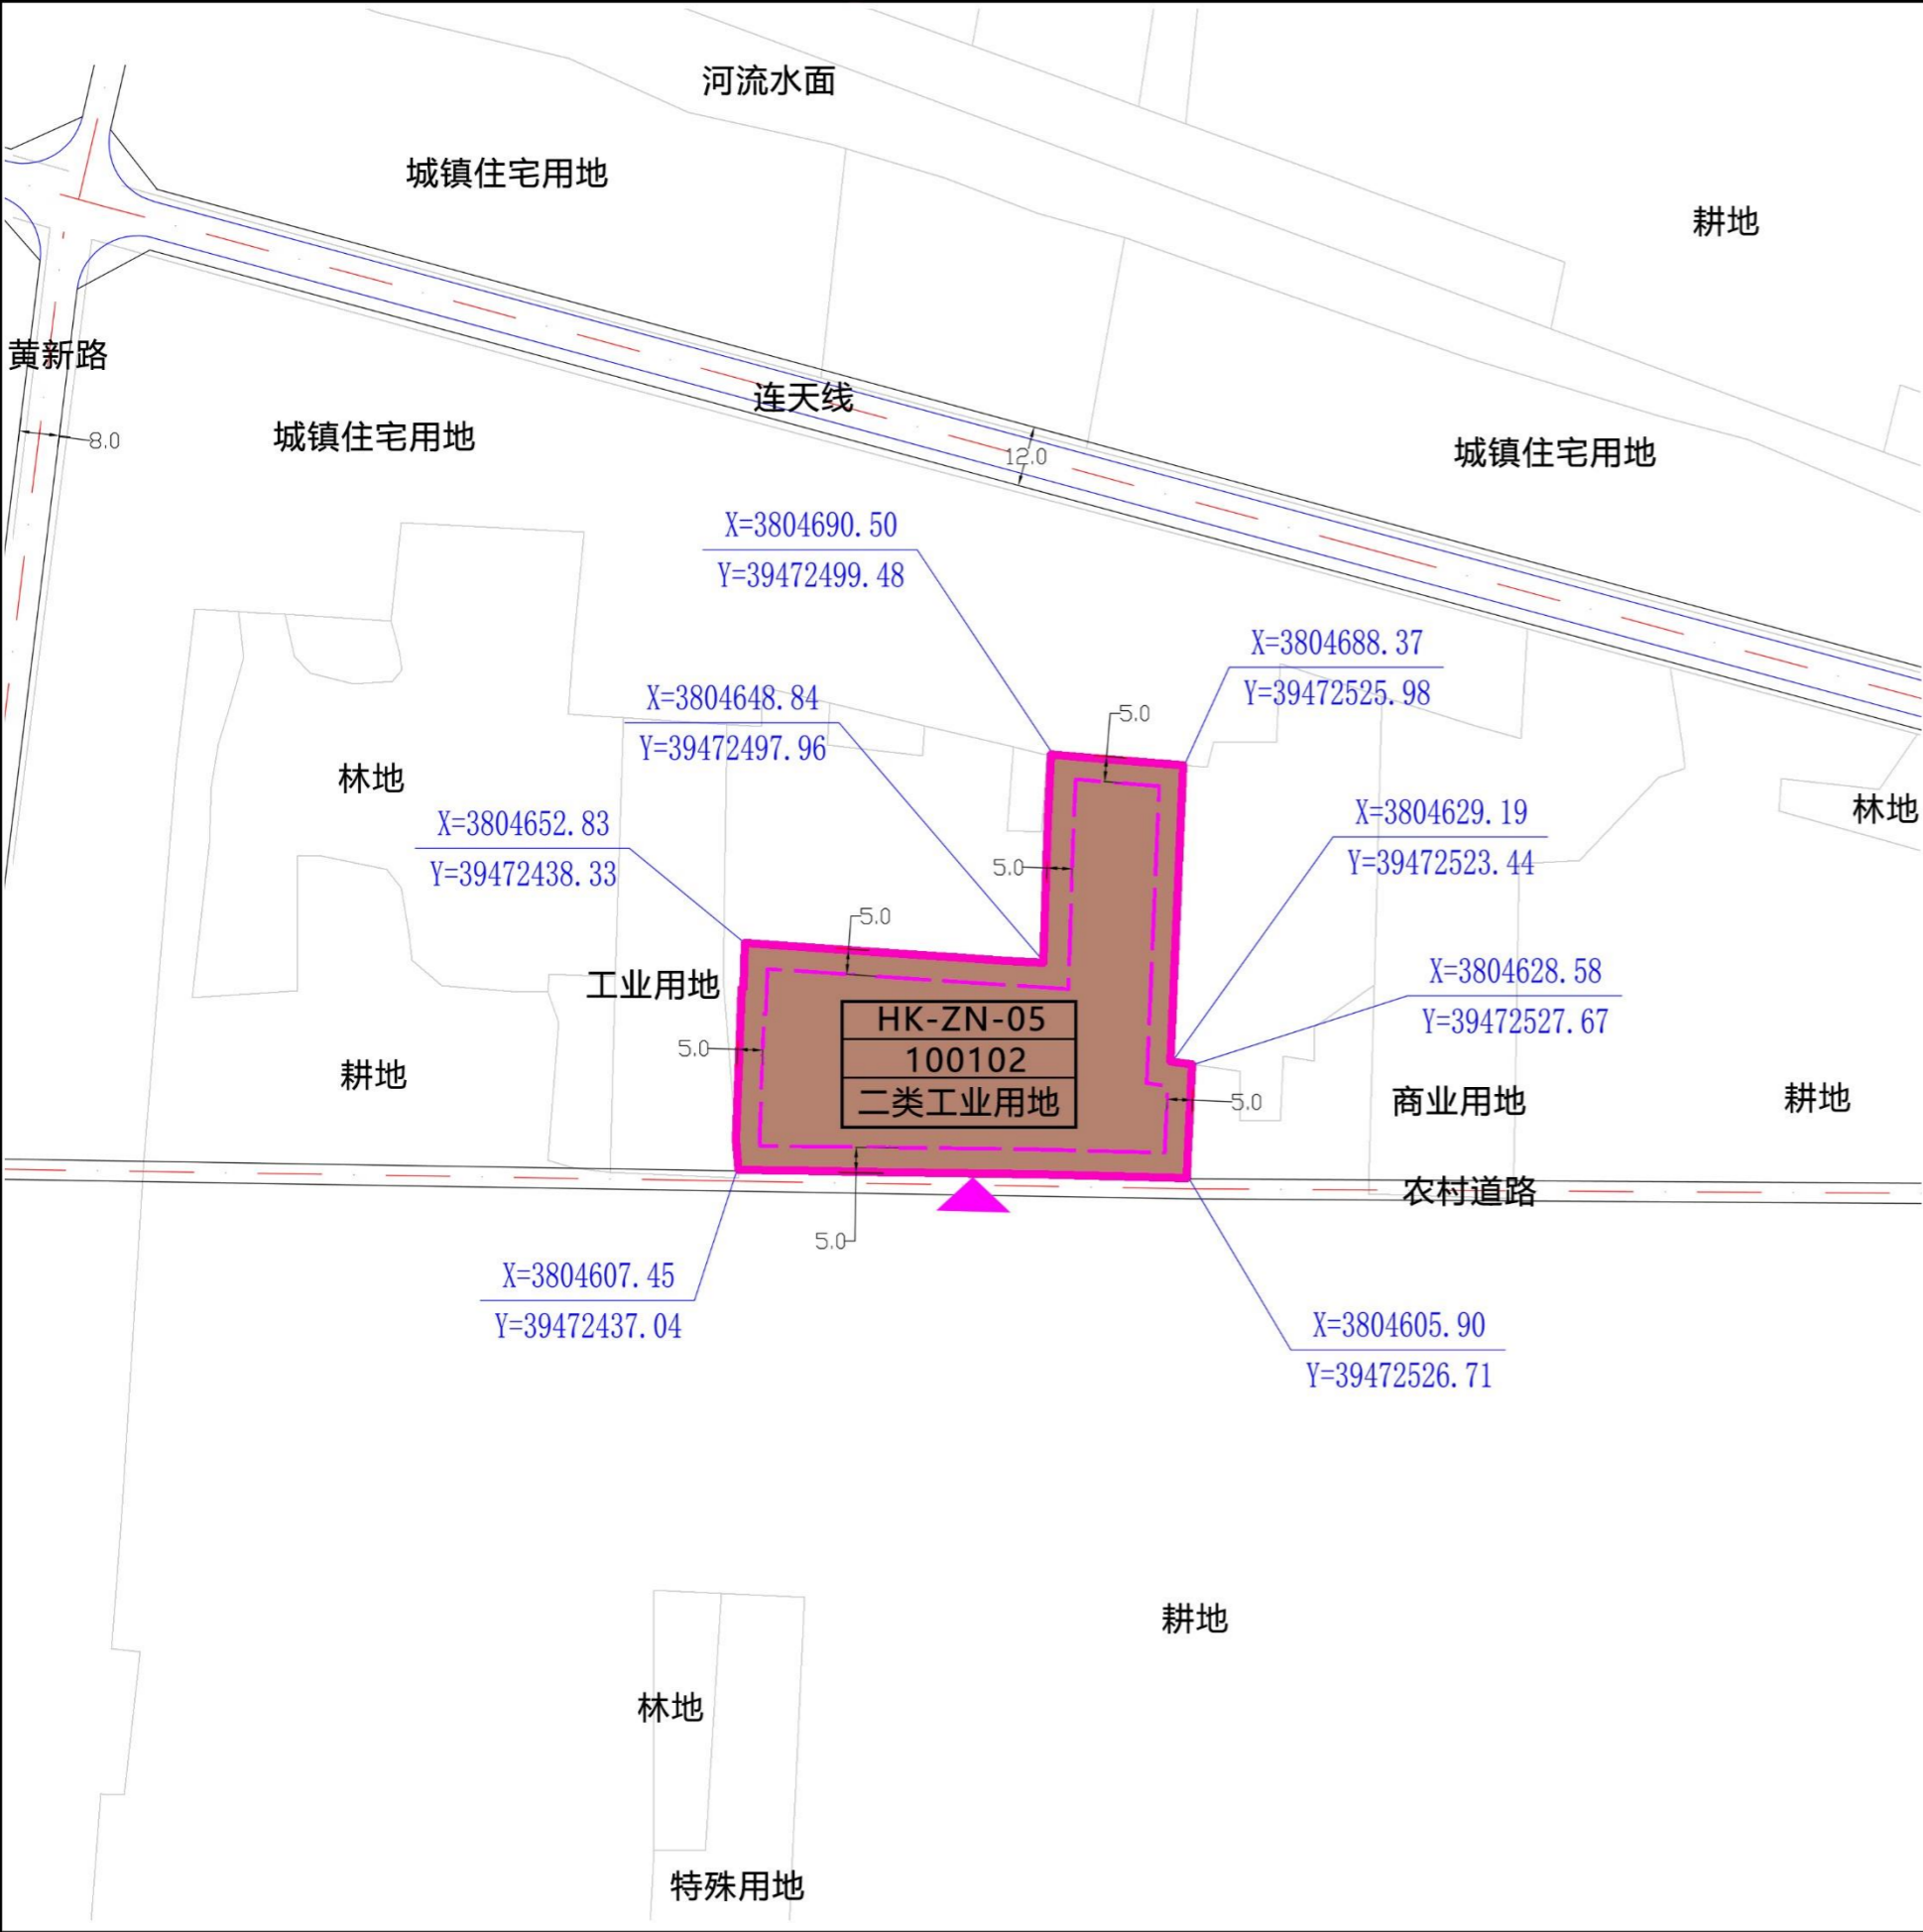 河流水面
城镇住宅用地
耕地
黄新路
连天线
8.0
城镇住宅用地
12.0
城镇住宅用地
X=3804690.50
Y=39472499.48
X=3804688.37
Y=39472525.98
X=3804648.84
Y=39472497.96
5.0
林地
X=3804652.83
Y=39472438.33
X=3804629.19
Y=39472523.44
林地
5.0
5.0
工业用地
X=3804628.58
Y=39472527.67
HK-ZN-05
100102
二类工业用地
5.0
耕地
5.0
商业用地
耕地
农村道路
5.0
X=3804607.45
Y=39472437.04
X=3804605.90
Y=39472526.71
耕地
林地
特殊用地